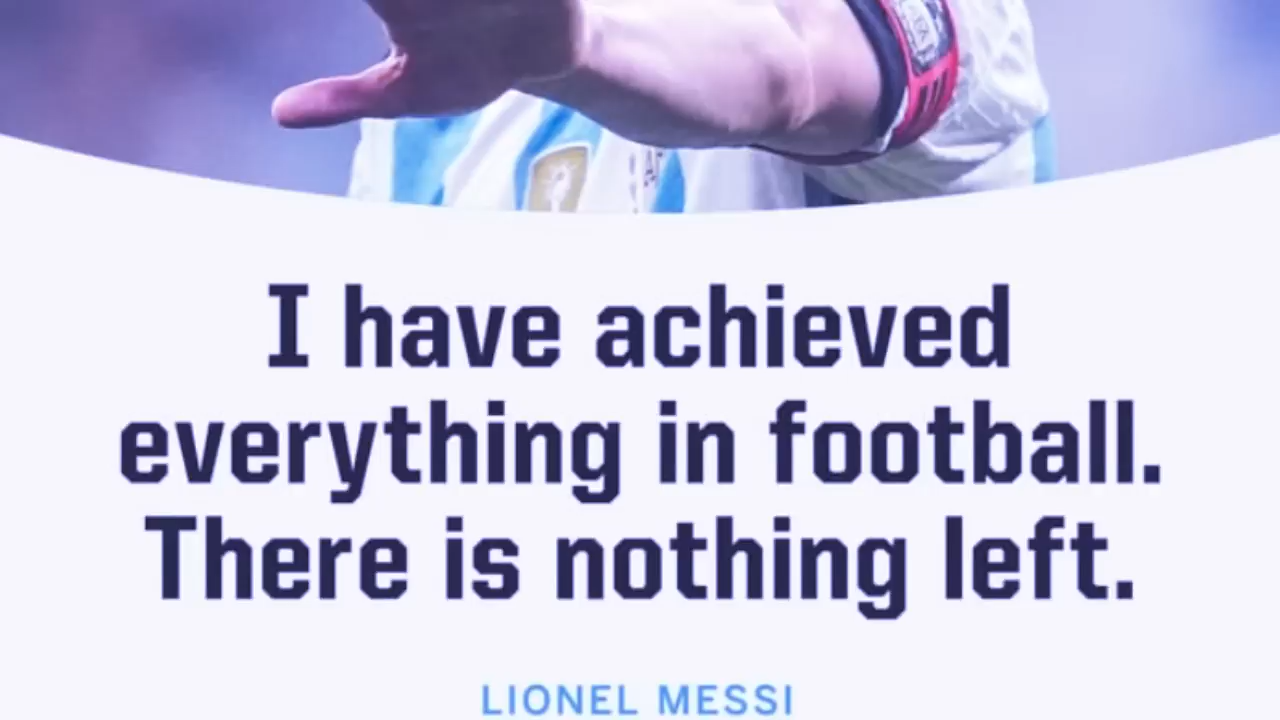 I have achieved
everything in football.
There is nothing left.
LIONEL MESSI